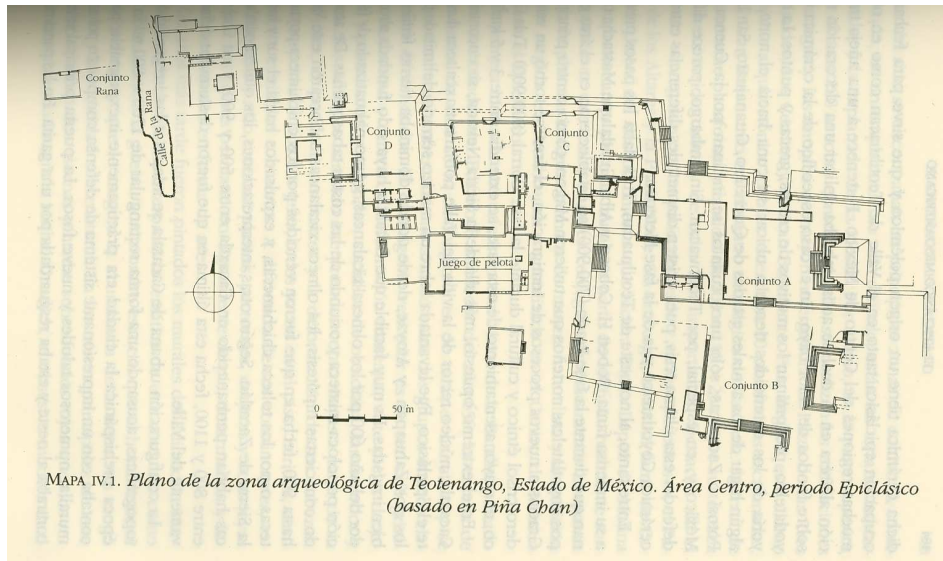 Conjunto
Rana
Calle de la Rana
Conjunto
D
Conjunto
C
Juego de pelota
Conjunto A
Conjunto B
0 50 m
MAPA IV.1. Plano de la zona arqueológica de Teotenango, Estado de México. Área Centro, periodo Epiclásico
(basado en Piña Chan)